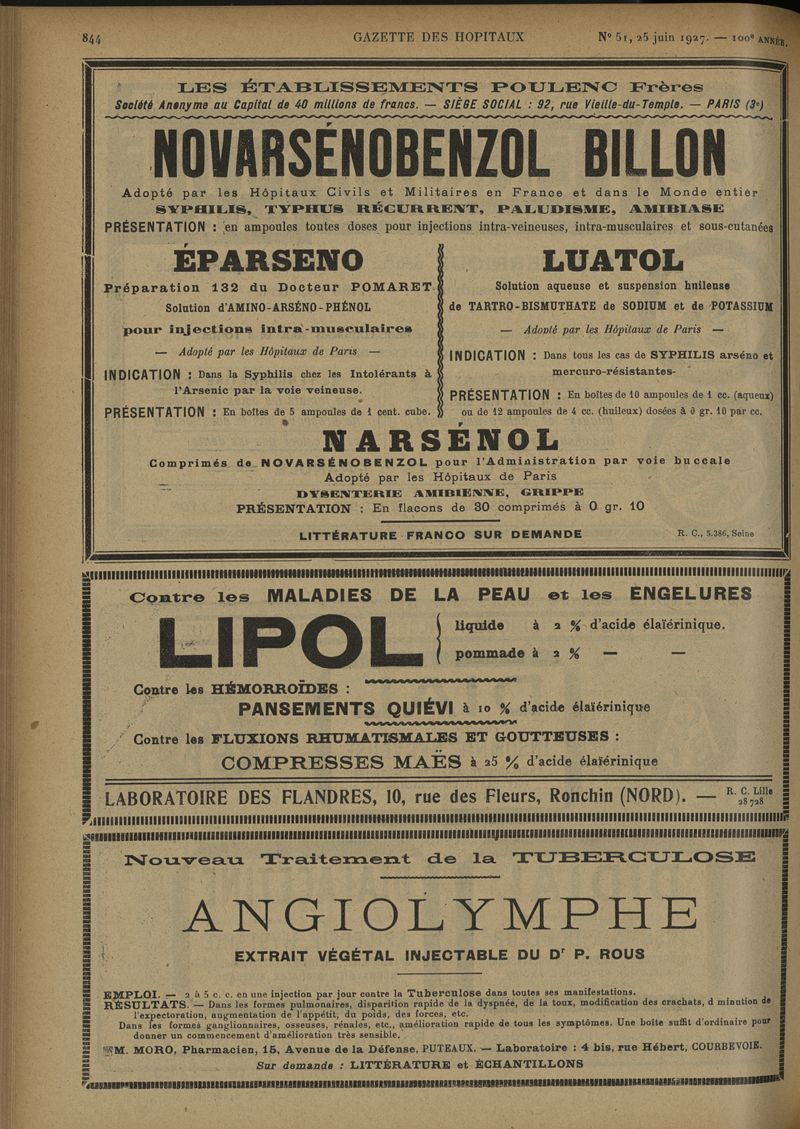 844 GAZETTE DES HOPITAUX N° 51, 25 juin 1927. — 100e ANNÉE.
LES ÉTABLISSEMENTS POULENC Frères
Société Anonyme au Capital de 40 millions de francs. — SIÈGE SOCIAL : 92, rue Vieille-du-Temple. — PARIS (3e)
NOVARSÉNOBENZOL BILLON
Adopté par les Hôpitaux Civils et Militaires en France et dans le Monde entier
SYPHILIS, TYPHUS RÉCURRENT, PALUDISME, AMIBIASE
PRÉSENTATION : en ampoules toutes doses pour injections intra-veineuses, intra-musculaires et sous-cutanées
ÉPARSENO
Préparation 132 du Docteur POMARET
Solution d'AMINO-ARSÉNO-PHÉNOL
pour injections intra-musculaires
— Adopté par les Hôpitaux de Paris —
INDICATION : Dans la Syphilis chez les Intolérants à
l'Arsenic par la voie veineuse.
PRÉSENTATION : En boîtes de 5 ampoules de 1 cent. cube.
LUATOL
Solution aqueuse et suspension huileuse
de TARTRO-BISMUTHATE de SODIUM et de POTASSIUM
— Adopté par les Hôpitaux de Paris —
INDICATION : Dans tous les cas de SYPHILIS arséno et
mercuro-résistantes-
PRÉSENTATION : En boîtes de 10 ampoules de 1 cc. (aqueux)
ou de 12 ampoules de 4 cc. (huileux) dosées à 0 gr. 10 par cc.
NARSÉNOL
Comprimés de NOVARSÉNOBENZOL pour l'Administration par voie buccale
Adopté par les Hôpitaux de Paris
DYSENTERIE AMIBIENNE, GRIPPE
PRÉSENTATION : En flacons de 30 comprimés à 0 gr. 10
LITTÉRATURE FRANCO SUR DEMANDE R. C., 5.386, Seine
Contre les MALADIES DE LA PEAU et les ENGELURES
LIPOL
liquide à 2 % d'acide élaïérinique.
pommade à 2 % — —
Contre les HÉMORROÏDES :
PANSEMENTS QUIÉVI à 10 % d'acide élaïérinique
Contre les FLUXIONS RHUMATISMALES ET GOUTTEUSES :
COMPRESSES MAËS à 25 % d'acide élaïérinique
LABORATOIRE DES FLANDRES, 10, rue des Fleurs, Ronchin (NORD). — R. C. Lille
28 728
Nouveau Traitement de la TUBERCULOSE
ANGIOLYMPHE
EXTRAIT VÉGÉTAL INJECTABLE DU Dr P. ROUS
EMPLOI. — 2 à 5 c. c. en une injection par jour contre la Tuberculose dans toutes ses manifestations.
RÉSULTATS. — Dans les formes pulmonaires, disparition rapide de la dyspnée, de la toux, modification des crachats, d minution de
l'expectoration, augmentation de l'appétit, du poids, des forces, etc.
Dans les formes ganglionnaires, osseuses, rénales, etc., amélioration rapide de tous les symptômes. Une boîte suffit d'ordinaire pour
donner un commencement d'amélioration très sensible.
M. MORO, Pharmacien, 15, Avenue de la Défense, PUTEAUX. — Laboratoire : 4 bis, rue Hébert, COURBEVOIE.
Sur demande : LITTÉRATURE et ÉCHANTILLONS